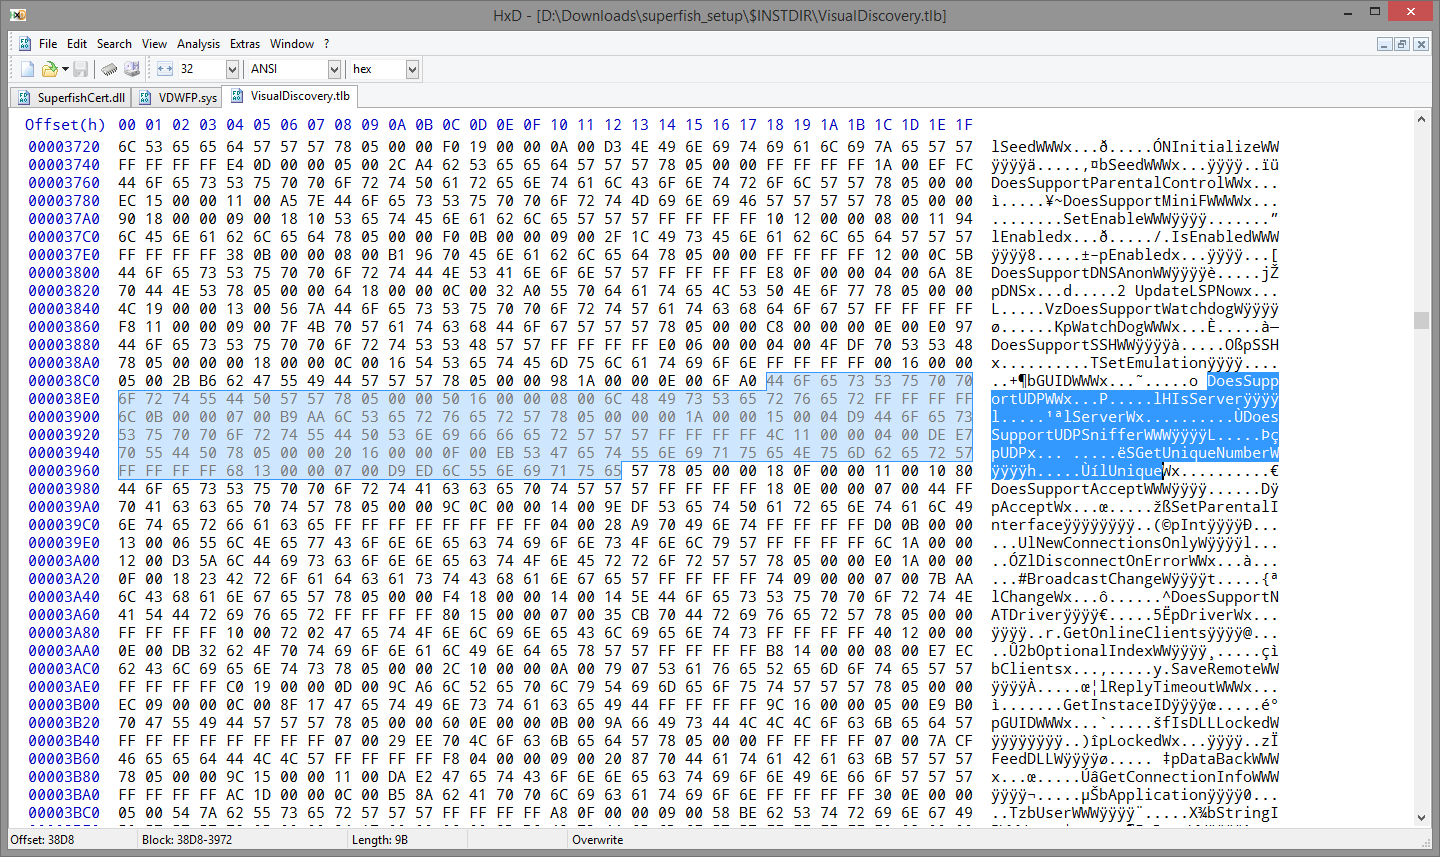 HxD - [D:\Downloads\superfish_setup\$INSTDIR\VisualDiscovery.tlb]
File Edit Search View Analysis Extras Window ?
32 ANSI hex
SuperfishCert.dll VDWFP.sys VisualDiscovery.tlb
Offset(h) 00 01 02 03 04 05 06 07 08 09 0A 0B 0C 0D 0E 0F 10 11 12 13 14 15 16 17 18 19 1A 1B 1C 1D 1E 1F
00003720 6C 53 65 65 64 57 57 57 78 05 00 00 F0 19 00 00 0A 00 D3 4E 49 6E 69 74 69 61 6C 69 7A 65 57 57 lSeedWWWx...ð.....ÓNInitializeWW
00003740 FF FF FF FF E4 0D 00 00 05 00 2C A4 62 53 65 65 64 57 57 57 78 05 00 00 FF FF FF FF 1A 00 EF FC ÿÿÿÿä.....,¤bSeedWWWx...ÿÿÿÿ..ïü
00003760 44 6F 65 73 53 75 70 70 6F 72 74 50 61 72 65 6E 74 61 6C 43 6F 6E 74 72 6F 6C 57 57 78 05 00 00 DoesSupportParentalControlWWx...
00003780 EC 15 00 00 11 00 A5 7E 44 6F 65 73 53 75 70 70 6F 72 74 4D 69 6E 69 46 57 57 57 57 78 05 00 00 ì.....¥~DoesSupportMiniFWWWWx...
000037A0 90 18 00 00 09 00 18 10 53 65 74 45 6E 61 62 6C 65 57 57 57 FF FF FF FF 10 12 00 00 08 00 11 94 ........SetEnableWWWÿÿÿÿ.......”
000037C0 6C 45 6E 61 62 6C 65 64 78 05 00 00 F0 0B 00 00 09 00 2F 1C 49 73 45 6E 61 62 6C 65 64 57 57 57 lEnabledx...ð...../.IsEnabledWWW
000037E0 FF FF FF FF 38 0B 00 00 08 00 B1 96 70 45 6E 61 62 6C 65 64 78 05 00 00 FF FF FF FF 12 00 0C 5B ÿÿÿÿ8.....±–pEnabledx...ÿÿÿÿ...[
00003800 44 6F 65 73 53 75 70 70 6F 72 74 44 4E 53 41 6E 6F 6E 57 57 FF FF FF FF E8 0F 00 00 04 00 6A 8E DoesSupportDNSAnonWWÿÿÿÿè.....jŽ
00003820 70 44 4E 53 78 05 00 00 64 18 00 00 0C 00 32 A0 55 70 64 61 74 65 4C 53 50 4E 6F 77 78 05 00 00 pDNSx...d.....2 UpdateLSPNowx...
00003840 4C 19 00 00 13 00 56 7A 44 6F 65 73 53 75 70 70 6F 72 74 57 61 74 63 68 64 6F 67 57 FF FF FF FF L.....VzDoesSupportWatchdogWÿÿÿÿ
00003860 F8 11 00 00 09 00 7F 4B 70 57 61 74 63 68 44 6F 67 57 57 57 78 05 00 00 C8 00 00 00 0E 00 E0 97 ø......KpWatchDogWWWx...È.....à—
00003880 44 6F 65 73 53 75 70 70 6F 72 74 53 53 48 57 57 FF FF FF FF E0 06 00 00 04 00 4F DF 70 53 53 48 DoesSupportSSHWWÿÿÿÿà.....OßpSSH
000038A0 78 05 00 00 00 18 00 00 0C 00 16 54 53 65 74 45 6D 75 6C 61 74 69 6F 6E FF FF FF FF 00 16 00 00 x..........TSetEmulationÿÿÿÿ....
000038C0 05 00 2B B6 62 47 55 49 44 57 57 57 78 05 00 00 98 1A 00 00 0E 00 6F A0 44 6F 65 73 53 75 70 70 ..+¶bGUIDWWWx...˜.....o DoesSupp
000038E0 6F 72 74 55 44 50 57 57 78 05 00 00 50 16 00 00 08 00 6C 48 49 73 53 65 72 76 65 72 FF FF FF FF ortUDPWWx...P.....lHIsServerÿÿÿÿ
00003900 6C 0B 00 00 07 00 B9 AA 6C 53 65 72 76 65 72 57 78 05 00 00 00 1A 00 00 15 00 04 D9 44 6F 65 73 l.....¹ªlServerWx..........ÙDoes
00003920 53 75 70 70 6F 72 74 55 44 50 53 6E 69 66 66 65 72 57 57 57 FF FF FF FF 4C 11 00 00 04 00 DE E7 SupportUDPSnifferWWWÿÿÿÿL.....Þç
00003940 70 55 44 50 78 05 00 00 20 16 00 00 0F 00 EB 53 47 65 74 55 6E 69 71 75 65 4E 75 6D 62 65 72 57 pUDPx... .....ëSGetUniqueNumberW
00003960 FF FF FF FF 68 13 00 00 07 00 D9 ED 6C 55 6E 69 71 75 65 57 78 05 00 00 18 0F 00 00 11 00 10 80 ÿÿÿÿh.....ÙílUniqueWx..........€
00003980 44 6F 65 73 53 75 70 70 6F 72 74 41 63 63 65 70 74 57 57 57 FF FF FF FF 18 0E 00 00 07 00 44 FF DoesSupportAcceptWWWÿÿÿÿ......Dÿ
000039A0 70 41 63 63 65 70 74 57 78 05 00 00 9C 0C 00 00 14 00 9E DF 53 65 74 50 61 72 65 6E 74 61 6C 49 pAcceptWx...œ.....žßSetParentalI
000039C0 6E 74 65 72 66 61 63 65 FF FF FF FF FF FF FF FF 04 00 28 A9 70 49 6E 74 FF FF FF FF D0 0B 00 00 nterfaceÿÿÿÿÿÿÿÿ..(©pIntÿÿÿÿÐ...
000039E0 13 00 06 55 6C 4E 65 77 43 6F 6E 6E 65 63 74 69 6F 6E 73 4F 6E 6C 79 57 FF FF FF FF 6C 1A 00 00 ...UlNewConnectionsOnlyWÿÿÿÿl...
00003A00 12 00 D3 5A 6C 44 69 73 63 6F 6E 6E 65 63 74 4F 6E 45 72 72 6F 72 57 57 78 05 00 00 E0 1A 00 00 ..ÓZlDisconnectOnErrorWWx...à...
00003A20 0F 00 18 23 42 72 6F 61 64 63 61 73 74 43 68 61 6E 67 65 57 FF FF FF FF 74 09 00 00 07 00 7B AA ...#BroadcastChangeWÿÿÿÿt.....{ª
00003A40 6C 43 68 61 6E 67 65 57 78 05 00 00 F4 18 00 00 14 00 14 5E 44 6F 65 73 53 75 70 70 6F 72 74 4E lChangeWx...ô......^DoesSupportN
00003A60 41 54 44 72 69 76 65 72 FF FF FF FF 80 15 00 00 07 00 35 CB 70 44 72 69 76 65 72 57 78 05 00 00 ATDriverÿÿÿÿ€.....5ËpDriverWx...
00003A80 FF FF FF FF 10 00 72 02 47 65 74 4F 6E 6C 69 6E 65 43 6C 69 65 6E 74 73 FF FF FF FF 40 12 00 00 ÿÿÿÿ..r.GetOnlineClientsÿÿÿÿ@...
00003AA0 0E 00 DB 32 62 4F 70 74 69 6F 6E 61 6C 49 6E 64 65 78 57 57 FF FF FF FF B8 14 00 00 08 00 E7 EC ..Û2bOptionalIndexWWÿÿÿÿ¸.....çì
00003AC0 62 43 6C 69 65 6E 74 73 78 05 00 00 2C 10 00 00 0A 00 79 07 53 61 76 65 52 65 6D 6F 74 65 57 57 bClientsx...,.....y.SaveRemoteWW
00003AE0 FF FF FF FF C0 19 00 00 0D 00 9C A6 6C 52 65 70 6C 79 54 69 6D 65 6F 75 74 57 57 57 78 05 00 00 ÿÿÿÿÀ.....œ¦lReplyTimeoutWWWx...
00003B00 EC 09 00 00 0C 00 8F 17 47 65 74 49 6E 73 74 61 63 65 49 44 FF FF FF FF 9C 16 00 00 05 00 E9 B0 ì.......GetInstaceIDÿÿÿÿœ.....é°
00003B20 70 47 55 49 44 57 57 57 78 05 00 00 60 0E 00 00 0B 00 9A 66 49 73 44 4C 4C 4C 6F 63 6B 65 64 57 pGUIDWWWx...`.....šfIsDLLLockedW
00003B40 FF FF FF FF FF FF FF FF 07 00 29 EE 70 4C 6F 63 6B 65 64 57 78 05 00 00 FF FF FF FF 07 00 7A CF ÿÿÿÿÿÿÿÿ..)îpLockedWx...ÿÿÿÿ..zÏ
00003B60 46 65 65 64 44 4C 4C 57 FF FF FF FF F8 04 00 00 09 00 20 87 70 44 61 74 61 42 61 63 6B 57 57 57 FeedDLLWÿÿÿÿø..... ‡pDataBackWWW
00003B80 78 05 00 00 9C 15 00 00 11 00 DA E2 47 65 74 43 6F 6E 6E 65 63 74 69 6F 6E 49 6E 66 6F 57 57 57 x...œ.....ÚâGetConnectionInfoWWW
00003BA0 FF FF FF FF AC 1D 00 00 0C 00 B5 8A 62 41 70 70 6C 69 63 61 74 69 6F 6E FF FF FF FF 30 0E 00 00 ÿÿÿÿ¬.....µŠbApplicationÿÿÿÿ0...
00003BC0 05 00 54 7A 62 55 73 65 72 57 57 57 FF FF FF FF A8 0F 00 00 09 00 58 BE 62 53 74 72 69 6E 67 49 ..TzbUserWWWÿÿÿÿ¨.....X¾bStringI
Offset: 38D8 Block: 38D8-3972 Length: 9B Overwrite